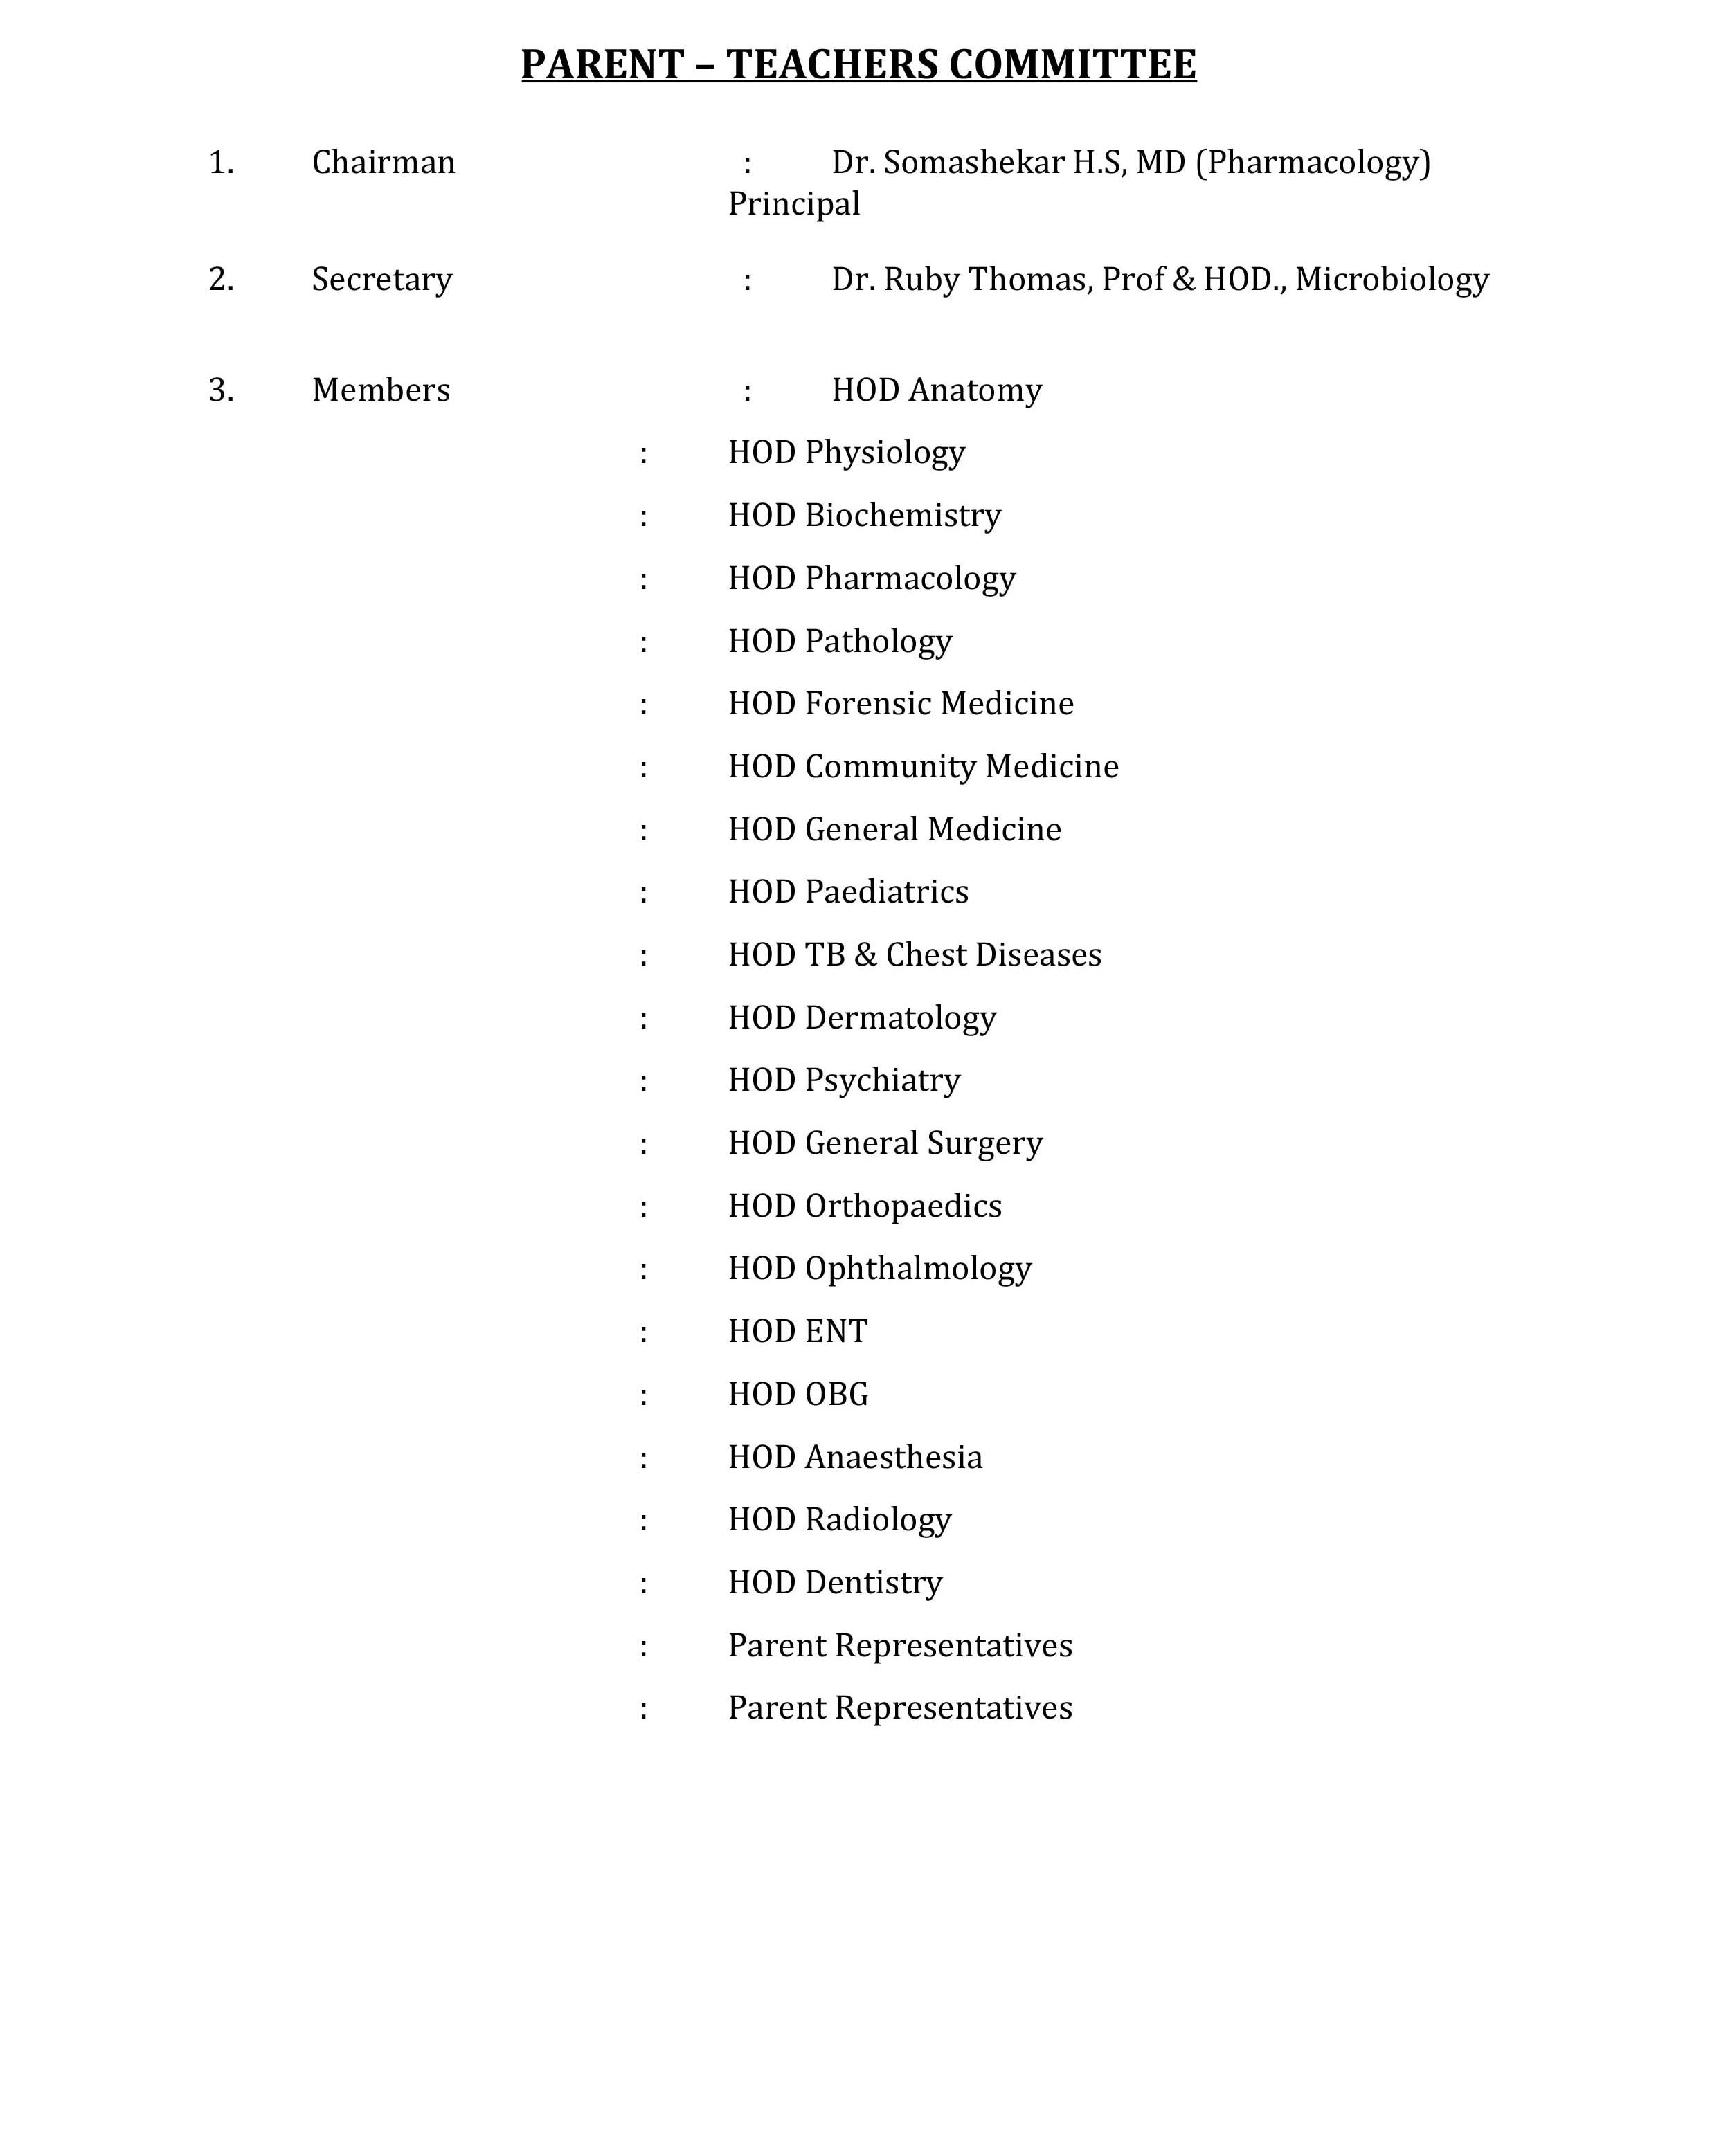 PARENT – TEACHERS COMMITTEE
1. Chairman : Dr. Somashekar H.S, MD (Pharmacology)
Principal
2. Secretary : Dr. Ruby Thomas, Prof & HOD., Microbiology
3. Members : HOD Anatomy
: HOD Physiology
: HOD Biochemistry
: HOD Pharmacology
: HOD Pathology
: HOD Forensic Medicine
: HOD Community Medicine
: HOD General Medicine
: HOD Paediatrics
: HOD TB & Chest Diseases
: HOD Dermatology
: HOD Psychiatry
: HOD General Surgery
: HOD Orthopaedics
: HOD Ophthalmology
: HOD ENT
: HOD OBG
: HOD Anaesthesia
: HOD Radiology
: HOD Dentistry
: Parent Representatives
: Parent Representatives